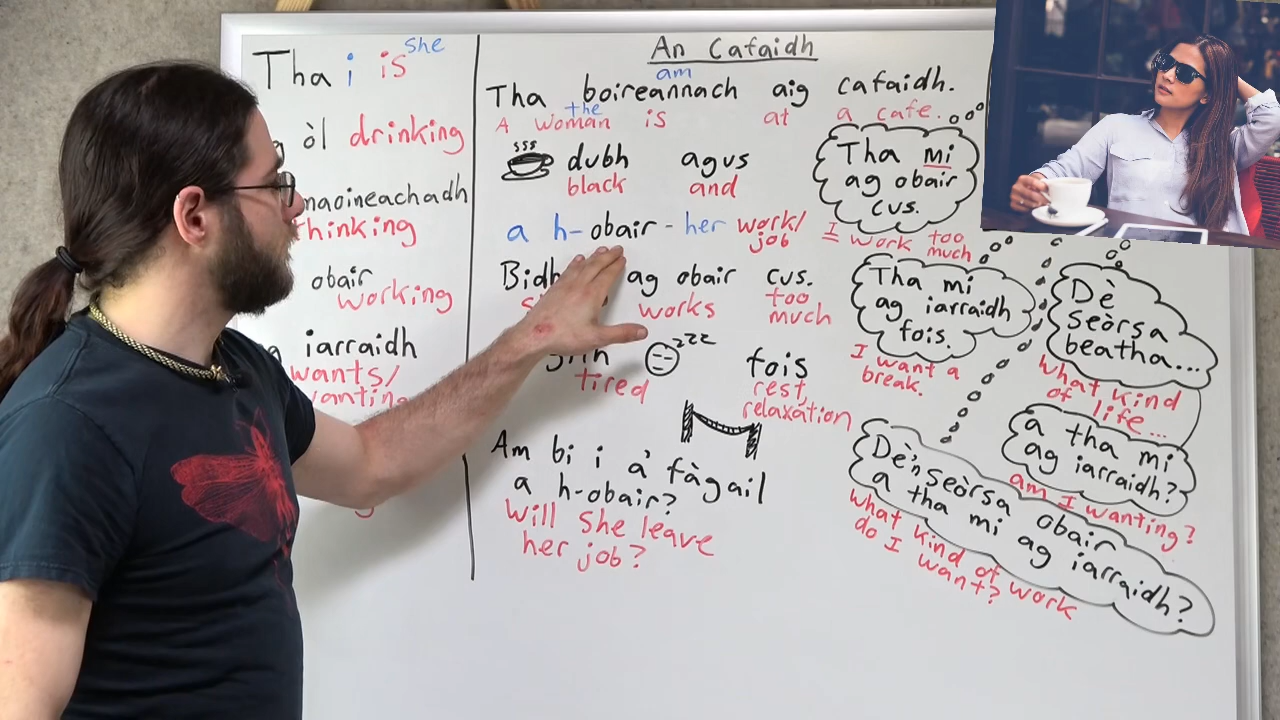 Tha i is she
òl drinking
maoineachadh
thinking
obair
working
iarraidh
wants/
wanting
An Cafaidh
am
Tha boireannach aig cafaidh.
the
A woman is at a cafe.
sss
dubh agus
black and
a h-obair - her work/
job
Bidh ag obair cus.
works too
much
zzz
fois
tired rest,
relaxation
Am bi i a' fàgail
a h-obair?
Will she leave
her job?
Tha mi
ag obair
cus.
I work too
much
Tha mi
ag iarraidh
fois.
I want a
break.
Dè
seòrsa
beatha...
what kind
of life...
a tha mi
ag iarraidh?
am I wanting?
Dè'n seòrsa obair
a tha mi ag iarraidh?
what kind of work
do I want?